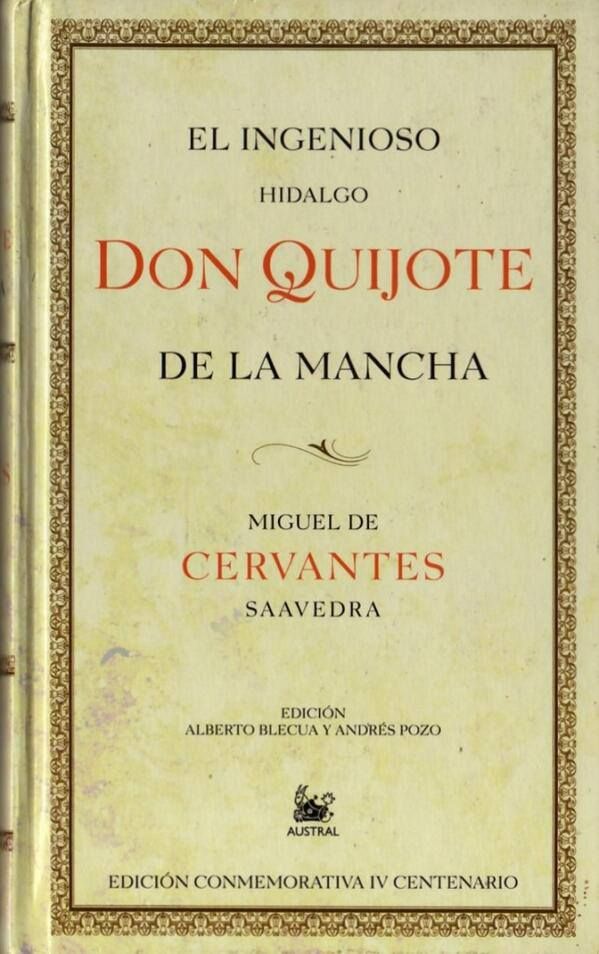 EL INGENIOSO
HIDALGO
DON QUIJOTE
DE LA MANCHA
MIGUEL DE
CERVANTES
SAAVEDRA
EDICIÓN
ALBERTO BLECUA Y ANDRÉS POZO
AUSTRAL
EDICIÓN CONMEMORATIVA IV CENTENARIO